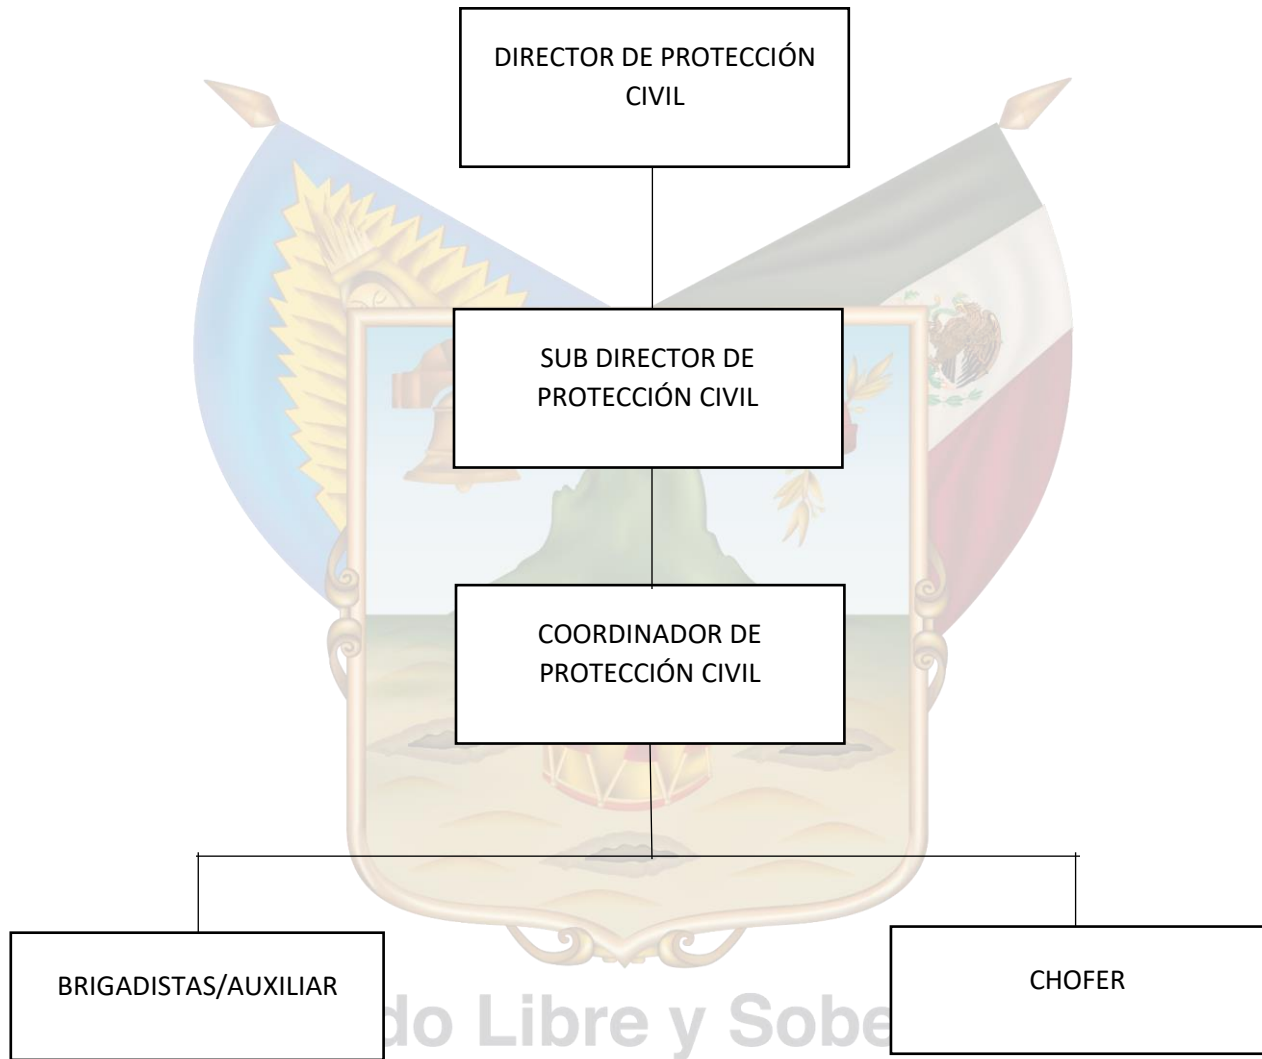 DIRECTOR DE PROTECCIÓN
CIVIL
SUB DIRECTOR DE
PROTECCIÓN CIVIL
COORDINADOR DE
PROTECCIÓN CIVIL
BRIGADISTAS/AUXILIAR
CHOFER
do Libre y Sobe